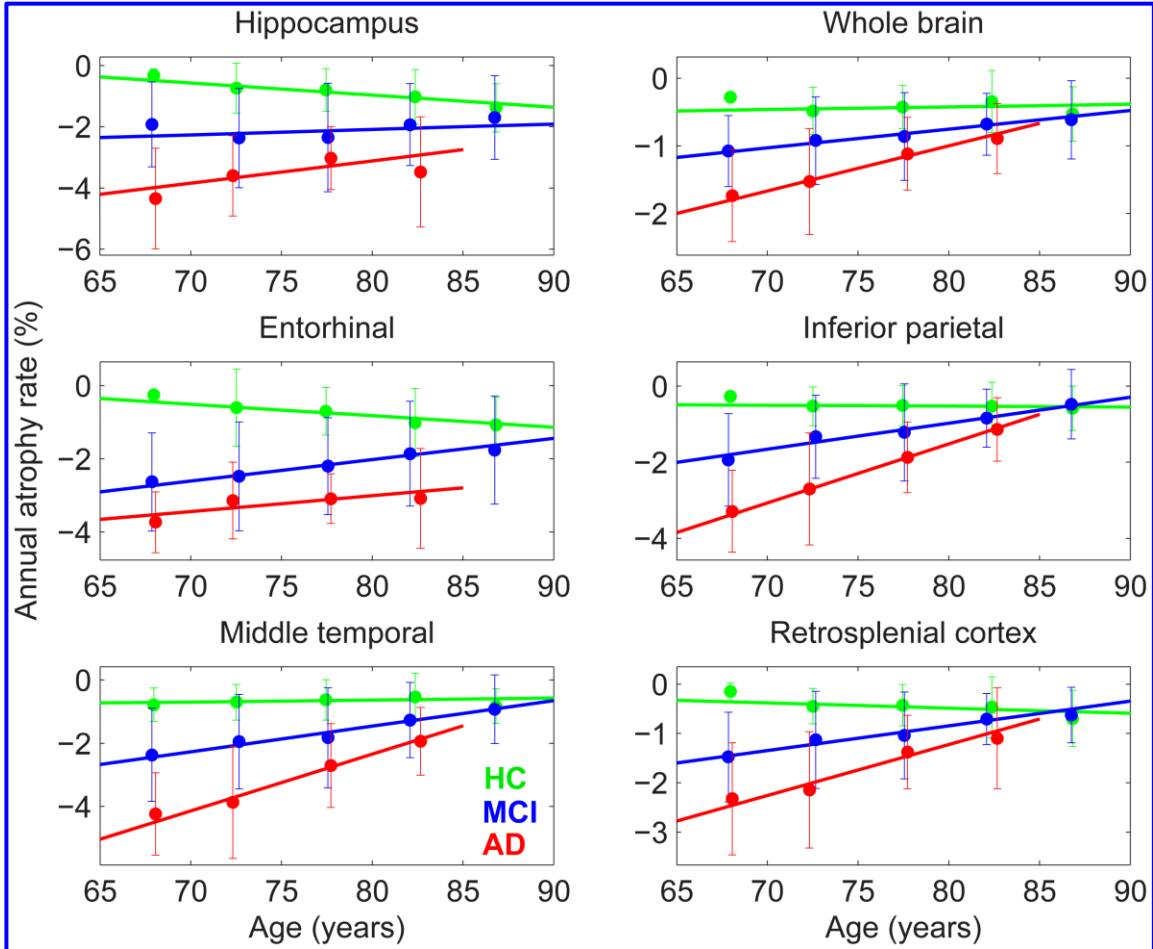 Hippocampus
Whole brain
0
−2
−4
−6
65 70 75 80 85 90
0
−1
−2
65 70 75 80 85 90
Annual atrophy rate (%)
Entorhinal
Inferior parietal
0
−2
−4
65 70 75 80 85 90
0
−2
−4
65 70 75 80 85 90
Middle temporal
Retrosplenial cortex
0
−2
−4
HC
MCI
AD
65 70 75 80 85 90
Age (years)
0
−1
−2
−3
65 70 75 80 85 90
Age (years)